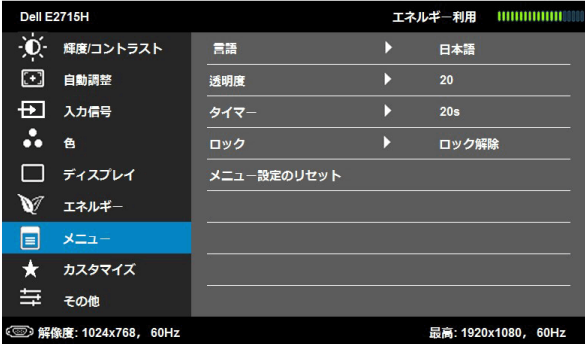 Dell E2715H エネルギー利用
輝度/コントラスト 言語 日本語
自動調整 透明度 20
入力信号 タイマー 20s
色 ロック ロック解除
ディスプレイ メニュー設定のリセット
エネルギー
メニュー
カスタマイズ
その他
解像度: 1024x768, 60Hz 最高: 1920x1080, 60Hz